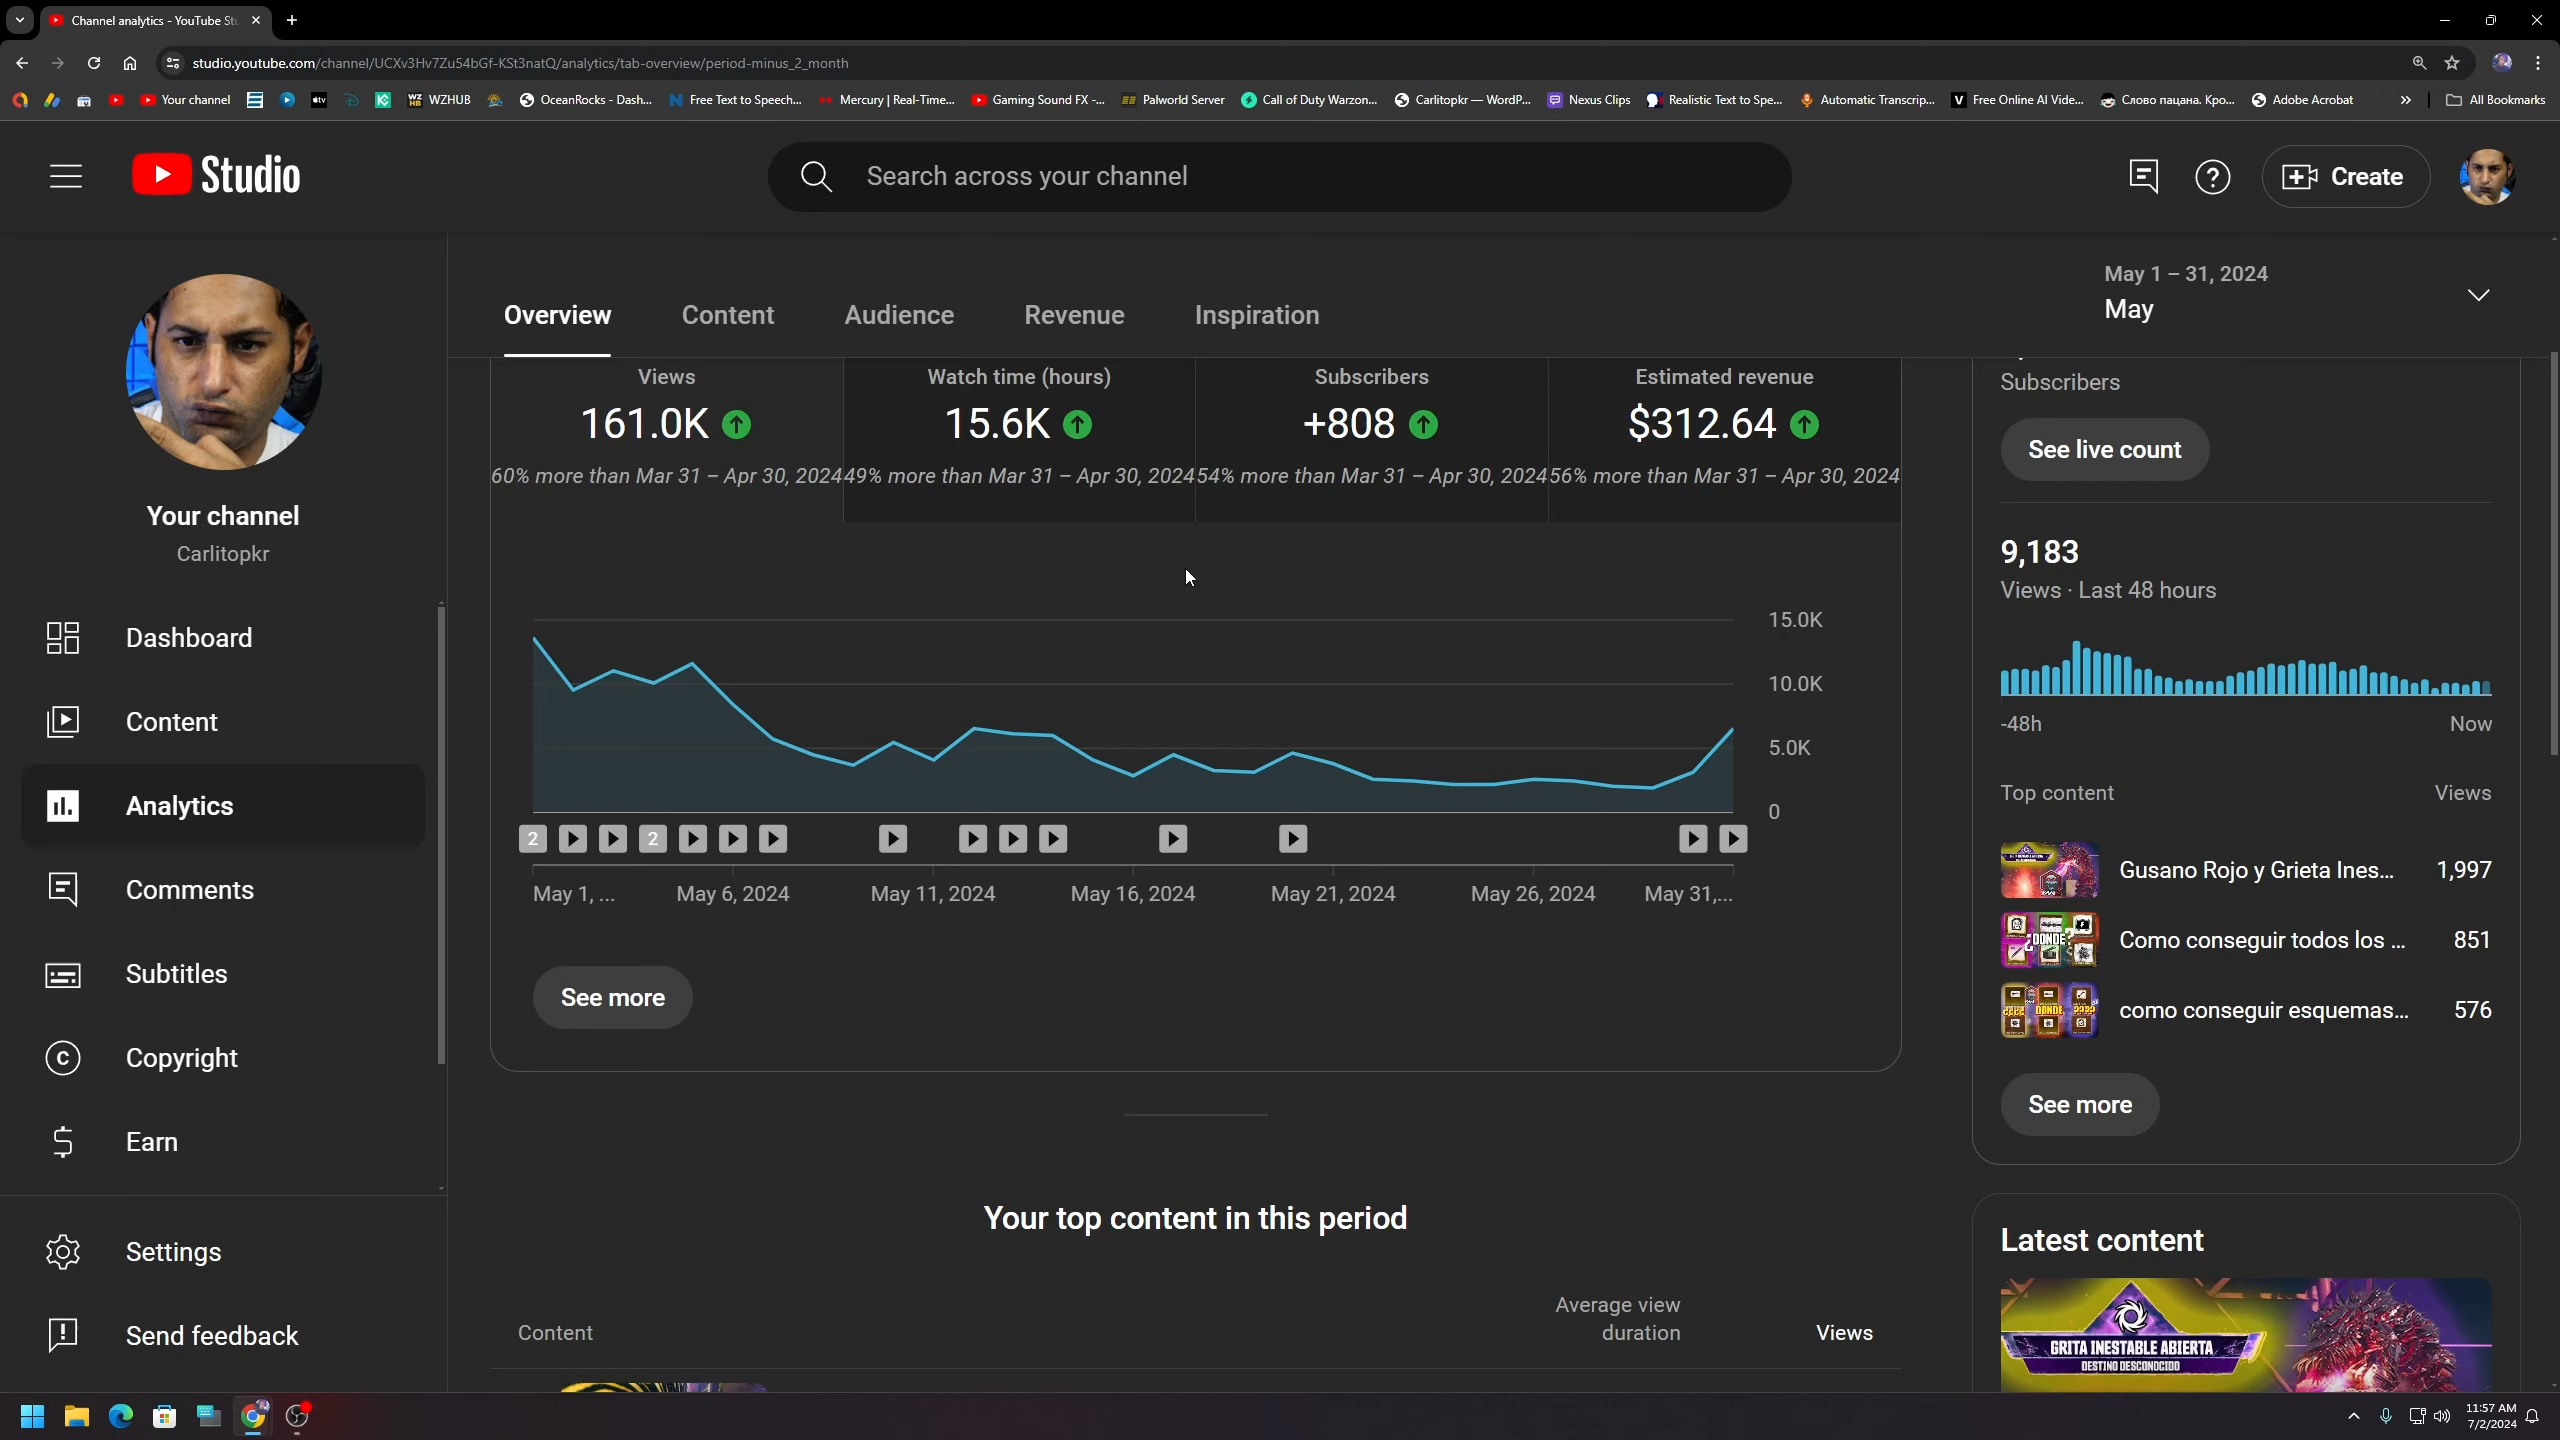 Channel analytics - YouTube St
studio.youtube.com/channel/UCXv3Hv7Zu54bGf-KSt3natQ/analytics/tab-overview/period-minus_2_month
Your channel
WZHUB
OceanRocks - Dash...
Free Text to Speech...
Mercury | Real-Time...
Gaming Sound FX -...
Palworld Server
Call of Duty Warzon...
Carlitopkr — WordP...
Nexus Clips
Realistic Text to Spe...
Automatic Transcrip...
Free Online AI Vide...
Слово пацана. Кро...
Adobe Acrobat
All Bookmarks
Studio
Search across your channel
Create
Your channel
Carlitopkr
Dashboard
Content
Analytics
Comments
Subtitles
Copyright
Earn
Settings
Send feedback
Overview
Content
Audience
Revenue
Inspiration
May 1 – 31, 2024
May
Views
161.0K
60% more than Mar 31 – Apr 30, 2024
Watch time (hours)
15.6K
49% more than Mar 31 – Apr 30, 2024
Subscribers
+808
54% more than Mar 31 – Apr 30, 2024
Estimated revenue
$312.64
56% more than Mar 31 – Apr 30, 2024
15.0K
10.0K
5.0K
0
2
2
May 1, ...
May 6, 2024
May 11, 2024
May 16, 2024
May 21, 2024
May 26, 2024
May 31,...
See more
Your top content in this period
Content
Average view
duration
Views
Subscribers
See live count
9,183
Views · Last 48 hours
-48h
Now
Top content
Views
Gusano Rojo y Grieta Ines...
1,997
¿DONDE?
Como conseguir todos los ...
851
DONDE
como conseguir esquemas...
576
See more
Latest content
GRITA INESTABLE ABIERTA
DESTINO DESCONOCIDO
11:57 AM
7/2/2024